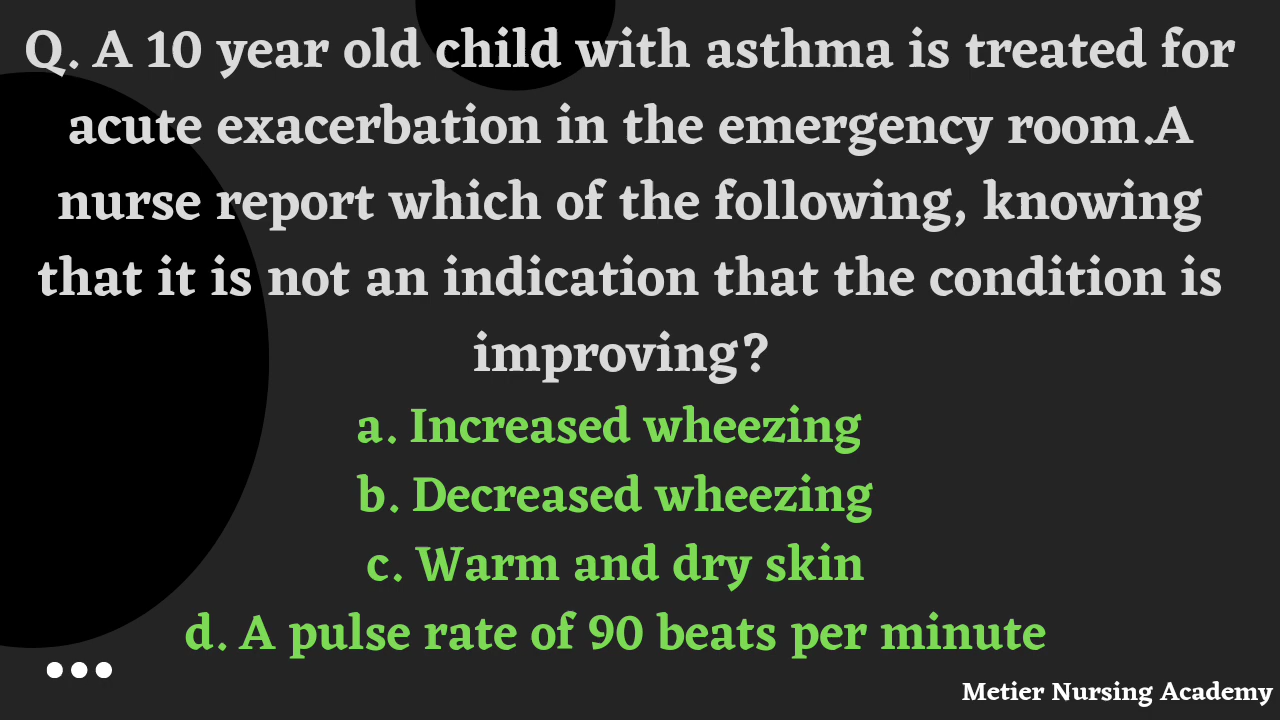 Q. A 10 year old child with asthma is treated for
acute exacerbation in the emergency room.A
nurse report which of the following, knowing
that it is not an indication that the condition is
improving?
a. Increased wheezing
b. Decreased wheezing
c. Warm and dry skin
d. A pulse rate of 90 beats per minute
Metier Nursing Academy